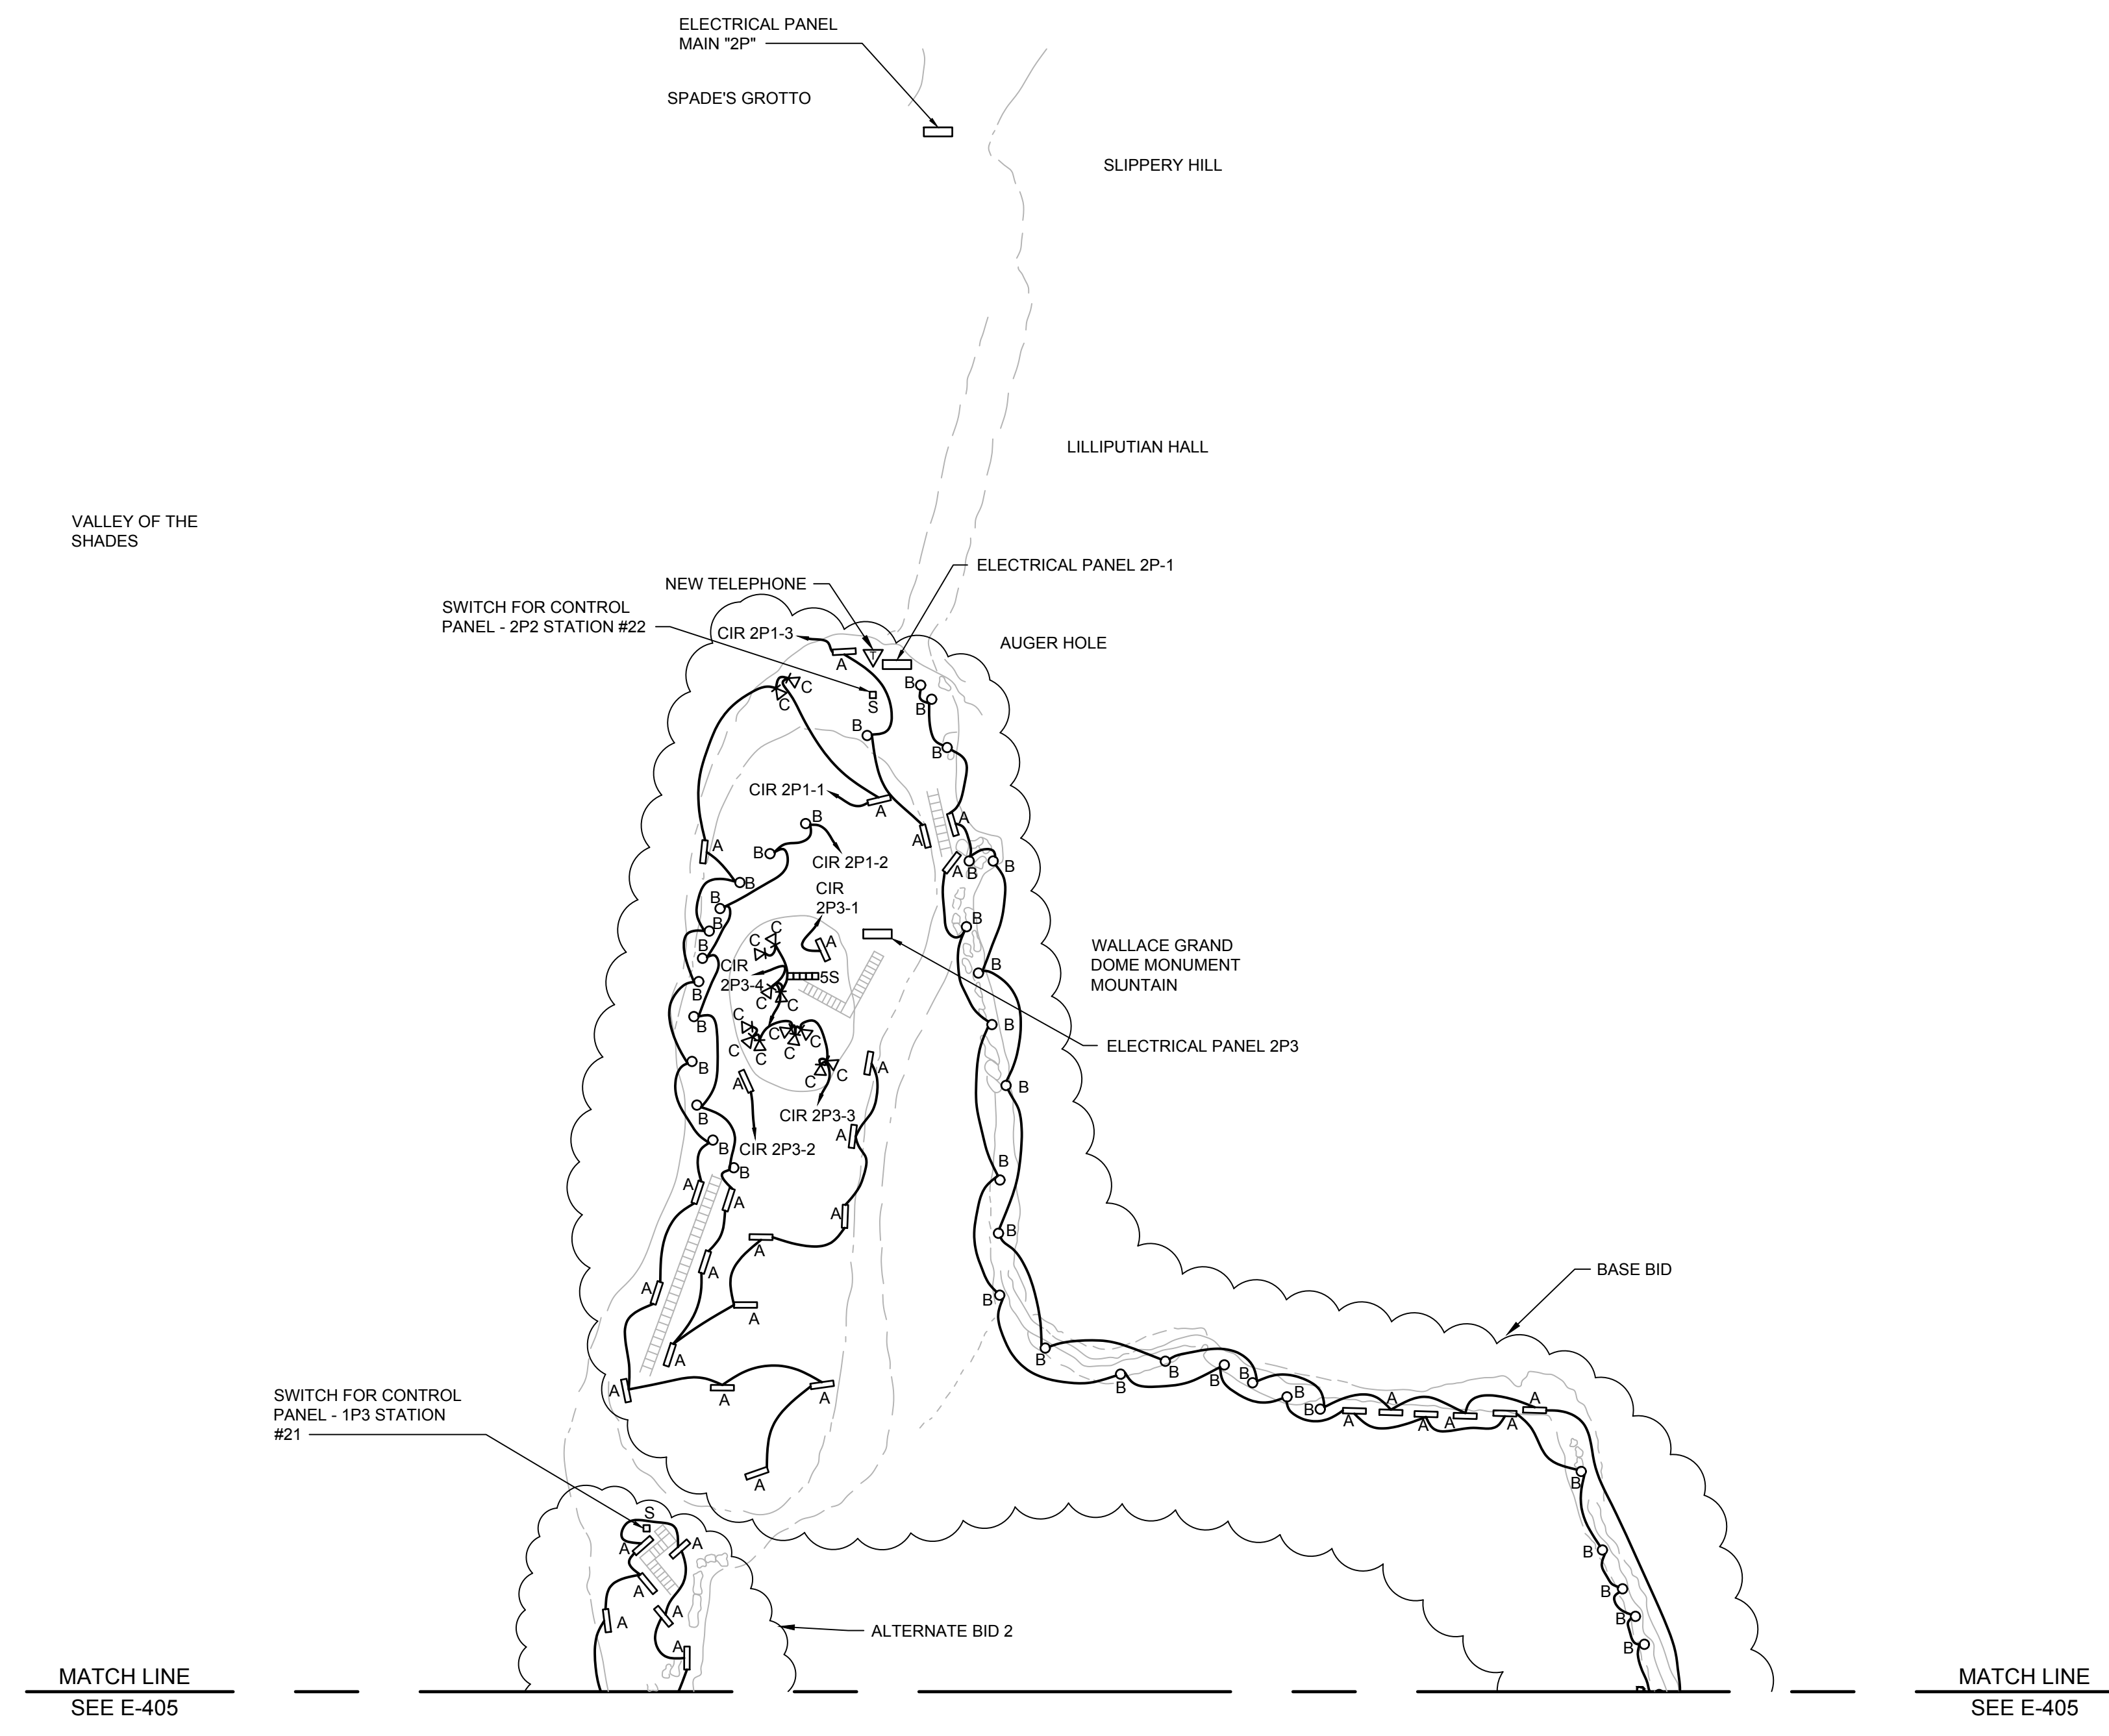 ELECTRICAL PANEL
MAIN "2P"
SPADE'S GROTTO
SLIPPERY HILL
LILLIPUTIAN HALL
VALLEY OF THE
SHADES
ELECTRICAL PANEL 2P-1
NEW TELEPHONE
SWITCH FOR CONTROL
PANEL - 2P2 STATION #22
CIR 2P1-3
AUGER HOLE
T
A
B
C
S
C
B
B
B
CIR 2P1-1
A
B
A
A
A
B
CIR 2P1-2
A
B
B
B
CIR
2P3-1
B
B
B
C
C
A
WALLACE GRAND
DOME MONUMENT
MOUNTAIN
B
CIR
2P3-4
5S
B
B
C
C
C
B
B
C
C
C
C
C
C
C
ELECTRICAL PANEL 2P3
B
A
A
B
CIR 2P3-3
B
A
CIR 2P3-2
B
B
B
A
A
A
B
A
A
B
A
A
BASE BID
A
B
B
B
B
B
B
A
A
A
A
B
B
A
A
A
A
A
A
SWITCH FOR CONTROL
PANEL - 1P3 STATION
#21
B
A
S
A
A
B
A
B
A
A
B
A
B
ALTERNATE BID 2
MATCH LINE
SEE E-405
MATCH LINE
SEE E-405